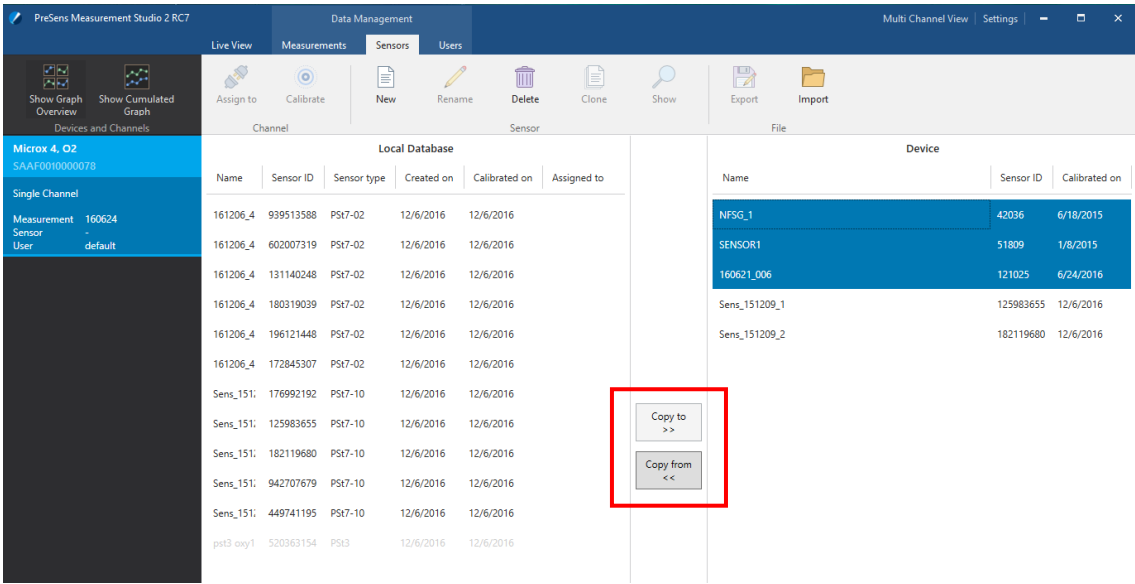 PreSens Measurement Studio 2 RC7
Data Management
Multi Channel View Settings
Live View Measurements Sensors Users
Show Graph Overview
Show Cumulated Graph
Devices and Channels
Assign to Calibrate
Channel
New Rename Delete Clone Show
Sensor
Export Import
File
Microx 4, O2
SAAF0010000078
Single Channel
Measurement 160624
Sensor -
User default
Local Database
Name Sensor ID Sensor type Created on Calibrated on Assigned to
161206_4 939513588 PSt7-02 12/6/2016 12/6/2016
161206_4 602007319 PSt7-02 12/6/2016 12/6/2016
161206_4 131140248 PSt7-02 12/6/2016 12/6/2016
161206_4 180319039 PSt7-02 12/6/2016 12/6/2016
161206_4 196121448 PSt7-02 12/6/2016 12/6/2016
161206_4 172845307 PSt7-02 12/6/2016 12/6/2016
Sens_151 176992192 PSt7-10 12/6/2016 12/6/2016
Sens_151 125983655 PSt7-10 12/6/2016 12/6/2016
Sens_151 182119680 PSt7-10 12/6/2016 12/6/2016
Sens_151 942707679 PSt7-10 12/6/2016 12/6/2016
Sens_151 449741195 PSt7-10 12/6/2016 12/6/2016
pst3 oxy1 520363154 PSt3 12/6/2016 12/6/2016
Copy to
>>
Copy from
<<
Device
Name Sensor ID Calibrated on
NFSG_1 42036 6/18/2015
SENSOR1 51809 1/8/2015
160621_006 121025 6/24/2016
Sens_151209_1 125983655 12/6/2016
Sens_151209_2 182119680 12/6/2016